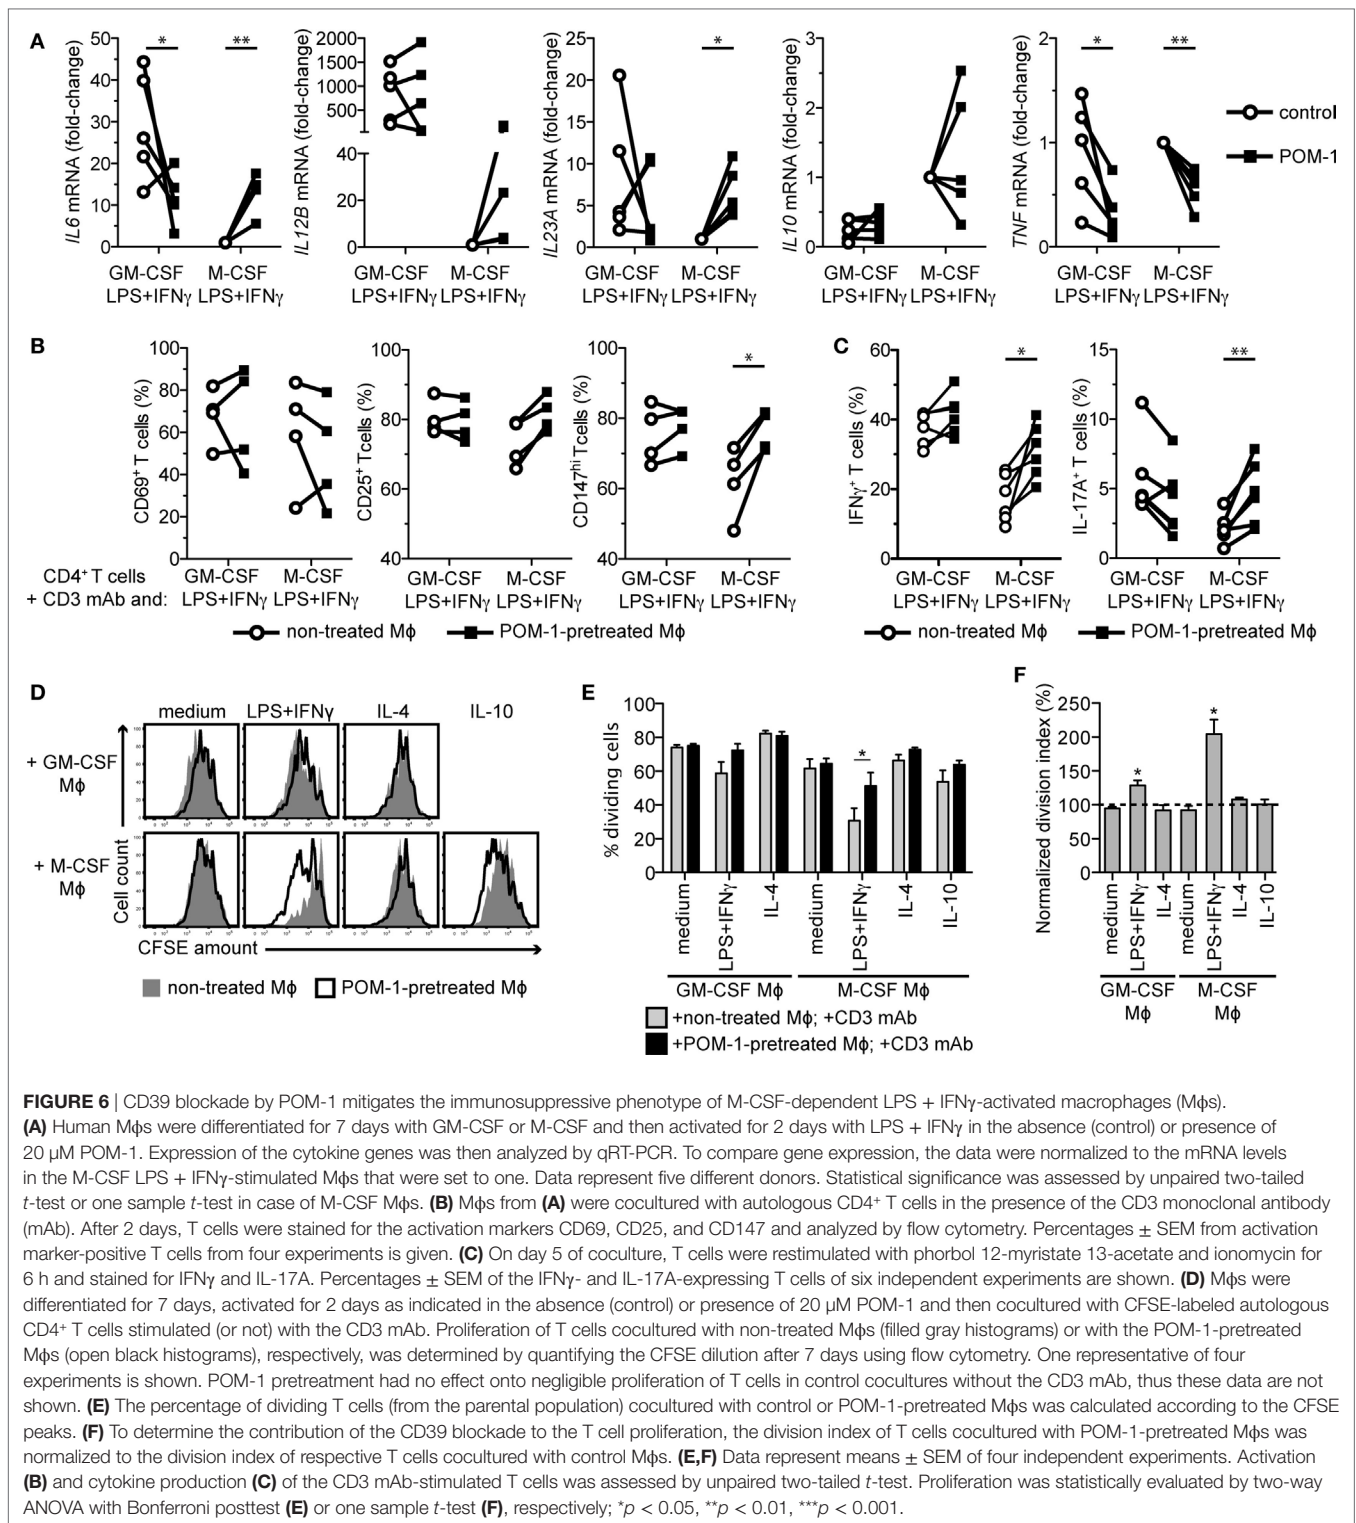 A
IL6 mRNA (fold-change)
50
40
30
20
10
0
*
**
GM-CSF
LPS+IFNγ
M-CSF
LPS+IFNγ
IL12B mRNA (fold-change)
2000
1500
1000
500
40
20
0
GM-CSF
LPS+IFNγ
M-CSF
LPS+IFNγ
IL23A mRNA (fold-change)
25
20
15
10
5
0
*
GM-CSF
LPS+IFNγ
M-CSF
LPS+IFNγ
IL10 mRNA (fold-change)
3
2
1
0
GM-CSF
LPS+IFNγ
M-CSF
LPS+IFNγ
TNF mRNA (fold-change)
2
1
0
*
**
GM-CSF
LPS+IFNγ
M-CSF
LPS+IFNγ
control
POM-1
B
CD69⁺ T cells (%)
100
80
60
40
20
0
CD4⁺ T cells
+ CD3 mAb and:
GM-CSF
LPS+IFNγ
M-CSF
LPS+IFNγ
CD25⁺ Tcells (%)
100
80
60
40
GM-CSF
LPS+IFNγ
M-CSF
LPS+IFNγ
CD147ʰⁱ T cells (%)
100
80
60
40
*
GM-CSF
LPS+IFNγ
M-CSF
LPS+IFNγ
non-treated Mϕ
POM-1-pretreated Mϕ
C
IFNγ⁺ T cells (%)
60
40
20
0
*
GM-CSF
LPS+IFNγ
M-CSF
LPS+IFNγ
IL-17A⁺ T cells (%)
15
10
5
0
**
GM-CSF
LPS+IFNγ
M-CSF
LPS+IFNγ
non-treated Mϕ
POM-1-pretreated Mϕ
D
medium
LPS+IFNγ
IL-4
IL-10
+ GM-CSF
Mϕ
+ M-CSF
Mϕ
Cell count
CFSE amount
non-treated Mϕ
POM-1-pretreated Mϕ
E
% dividing cells
100
80
60
40
20
0
*
medium
LPS+IFNγ
IL-4
medium
LPS+IFNγ
IL-4
IL-10
GM-CSF Mϕ
M-CSF Mϕ
+non-treated Mϕ; +CD3 mAb
+POM-1-pretreated Mϕ; +CD3 mAb
F
Normalized division index (%)
250
200
150
100
50
0
*
*
medium
LPS+IFNγ
IL-4
medium
LPS+IFNγ
IL-4
IL-10
GM-CSF
Mϕ
M-CSF
Mϕ
FIGURE 6 | CD39 blockade by POM-1 mitigates the immunosuppressive phenotype of M-CSF-dependent LPS + IFNγ-activated macrophages (Mϕs).
(A) Human Mϕs were differentiated for 7 days with GM-CSF or M-CSF and then activated for 2 days with LPS + IFNγ in the absence (control) or presence of
20 µM POM-1. Expression of the cytokine genes was then analyzed by qRT-PCR. To compare gene expression, the data were normalized to the mRNA levels
in the M-CSF LPS + IFNγ-stimulated Mϕs that were set to one. Data represent five different donors. Statistical significance was assessed by unpaired two-tailed
t-test or one sample t-test in case of M-CSF Mϕs. (B) Mϕs from (A) were cocultured with autologous CD4⁺ T cells in the presence of the CD3 monoclonal antibody
(mAb). After 2 days, T cells were stained for the activation markers CD69, CD25, and CD147 and analyzed by flow cytometry. Percentages ± SEM from activation
marker-positive T cells from four experiments is given. (C) On day 5 of coculture, T cells were restimulated with phorbol 12-myristate 13-acetate and ionomycin for
6 h and stained for IFNγ and IL-17A. Percentages ± SEM of the IFNγ- and IL-17A-expressing T cells of six independent experiments are shown. (D) Mϕs were
differentiated for 7 days, activated for 2 days as indicated in the absence (control) or presence of 20 µM POM-1 and then cocultured with CFSE-labeled autologous
CD4⁺ T cells stimulated (or not) with the CD3 mAb. Proliferation of T cells cocultured with non-treated Mϕs (filled gray histograms) or with the POM-1-pretreated
Mϕs (open black histograms), respectively, was determined by quantifying the CFSE dilution after 7 days using flow cytometry. One representative of four
experiments is shown. POM-1 pretreatment had no effect onto negligible proliferation of T cells in control cocultures without the CD3 mAb, thus these data are not
shown. (E) The percentage of dividing T cells (from the parental population) cocultured with control or POM-1-pretreated Mϕs was calculated according to the CFSE
peaks. (F) To determine the contribution of the CD39 blockade to the T cell proliferation, the division index of T cells cocultured with POM-1-pretreated Mϕs was
normalized to the division index of respective T cells cocultured with control Mϕs. (E,F) Data represent means ± SEM of four independent experiments. Activation
(B) and cytokine production (C) of the CD3 mAb-stimulated T cells was assessed by unpaired two-tailed t-test. Proliferation was statistically evaluated by two-way
ANOVA with Bonferroni posttest (E) or one sample t-test (F), respectively; *p < 0.05, **p < 0.01, ***p < 0.001.